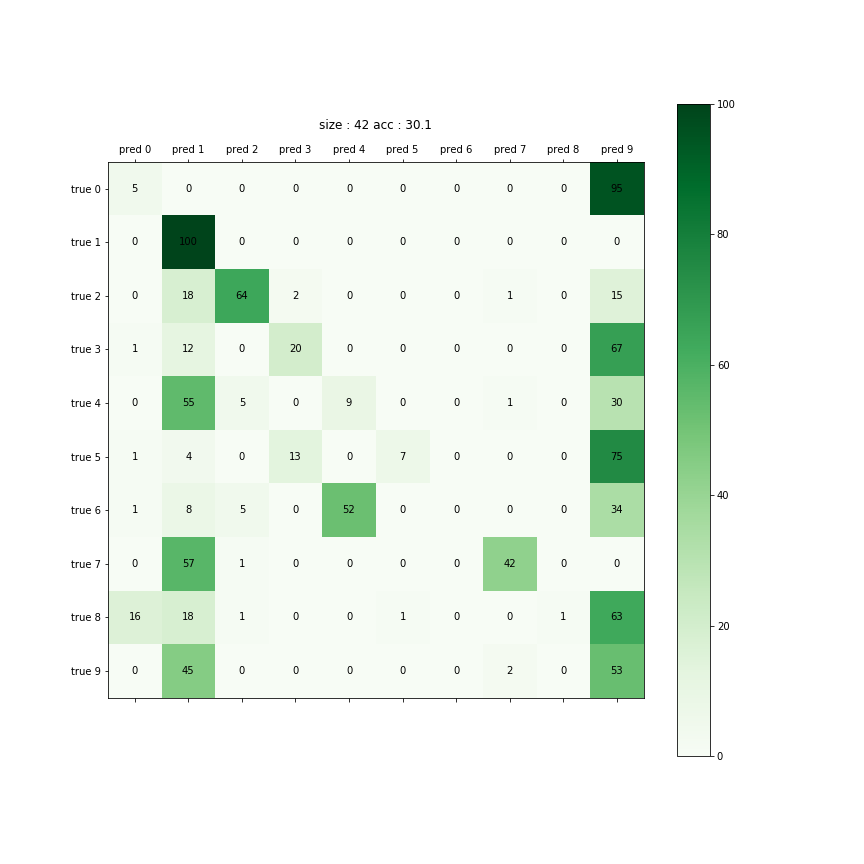 size : 42 acc : 30.1
pred 0 pred 1 pred 2 pred 3 pred 4 pred 5 pred 6 pred 7 pred 8 pred 9
true 0 5 0 0 0 0 0 0 0 0 95
true 1 0 100 0 0 0 0 0 0 0 0
true 2 0 18 64 2 0 0 0 1 0 15
true 3 1 12 0 20 0 0 0 0 0 67
true 4 0 55 5 0 9 0 0 1 0 30
true 5 1 4 0 13 0 7 0 0 0 75
true 6 1 8 5 0 52 0 0 0 0 34
true 7 0 57 1 0 0 0 0 42 0 0
true 8 16 18 1 0 0 1 0 0 1 63
true 9 0 45 0 0 0 0 0 2 0 53
100
80
60
40
20
0